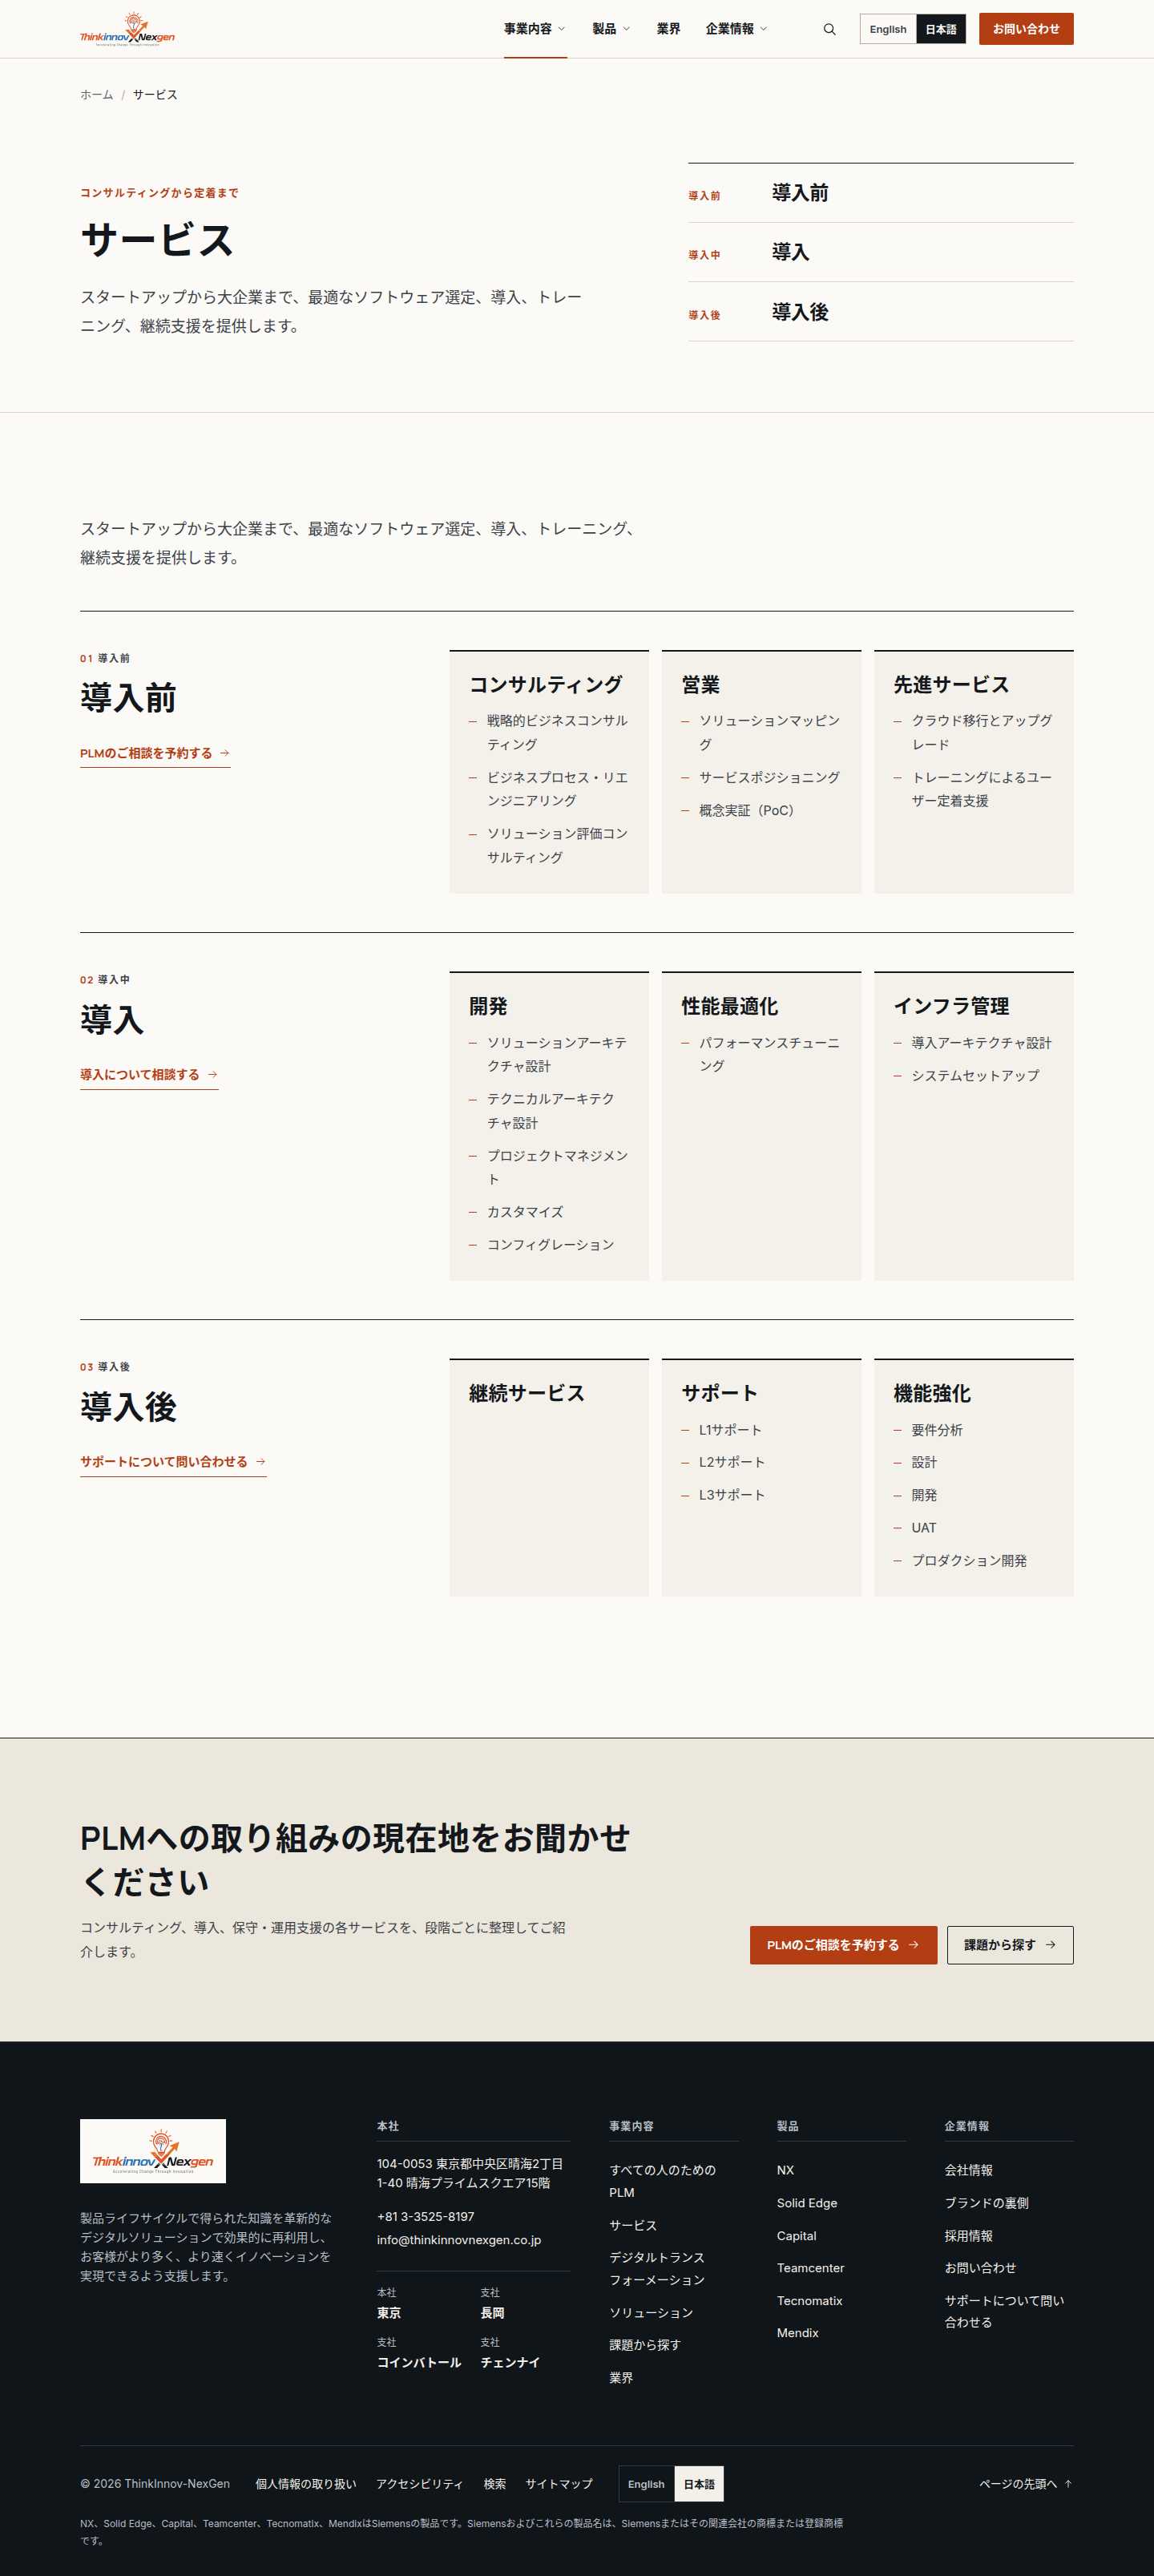 ThinkinnovXNexgen
Accelerating Change Through Innovation
事業内容
製品
業界
企業情報
English
日本語
お問い合わせ
ホーム / サービス
コンサルティングから定着まで
サービス
スタートアップから大企業まで、最適なソフトウェア選定、導入、トレー
ニング、継続支援を提供します。
導入前 導入前
導入中 導入
導入後 導入後
スタートアップから大企業まで、最適なソフトウェア選定、導入、トレーニング、
継続支援を提供します。
01 導入前
導入前
PLMのご相談を予約する →
コンサルティング
— 戦略的ビジネスコンサル
ティング
— ビジネスプロセス・リエ
ンジニアリング
— ソリューション評価コン
サルティング
営業
— ソリューションマッピン
グ
— サービスポジショニング
— 概念実証（PoC）
先進サービス
— クラウド移行とアップグ
レード
— トレーニングによるユー
ザー定着支援
02 導入中
導入
導入について相談する →
開発
— ソリューションアーキテ
クチャ設計
— テクニカルアーキテク
チャ設計
— プロジェクトマネジメン
ト
— カスタマイズ
— コンフィグレーション
性能最適化
— パフォーマンスチューニ
ング
インフラ管理
— 導入アーキテクチャ設計
— システムセットアップ
03 導入後
導入後
サポートについて問い合わせる →
継続サービス
サポート
— L1サポート
— L2サポート
— L3サポート
機能強化
— 要件分析
— 設計
— 開発
— UAT
— プロダクション開発
PLMへの取り組みの現在地をお聞かせ
ください
コンサルティング、導入、保守・運用支援の各サービスを、段階ごとに整理してご紹
介します。
PLMのご相談を予約する →
課題から探す →
ThinkinnovXNexgen
Accelerating Change Through Innovation
製品ライフサイクルで得られた知識を革新的な
デジタルソリューションで効果的に再利用し、
お客様がより多く、より速くイノベーションを
実現できるよう支援します。
本社
104-0053 東京都中央区晴海2丁目
1-40 晴海プライムスクエア15階
+81 3-3525-8197
info@thinkinnovnexgen.co.jp
本社
東京
支社
長岡
支社
コインバトール
支社
チェンナイ
事業内容
すべての人のための
PLM
サービス
デジタルトランス
フォーメーション
ソリューション
課題から探す
業界
製品
NX
Solid Edge
Capital
Teamcenter
Tecnomatix
Mendix
企業情報
会社情報
ブランドの裏側
採用情報
お問い合わせ
サポートについて問い
合わせる
© 2026 ThinkInnov-NexGen
個人情報の取り扱い
アクセシビリティ
検索
サイトマップ
English
日本語
ページの先頭へ ↑
NX、Solid Edge、Capital、Teamcenter、Tecnomatix、MendixはSiemensの製品です。Siemensおよびこれらの製品名は、Siemensまたはその関連会社の商標または登録商標
です。